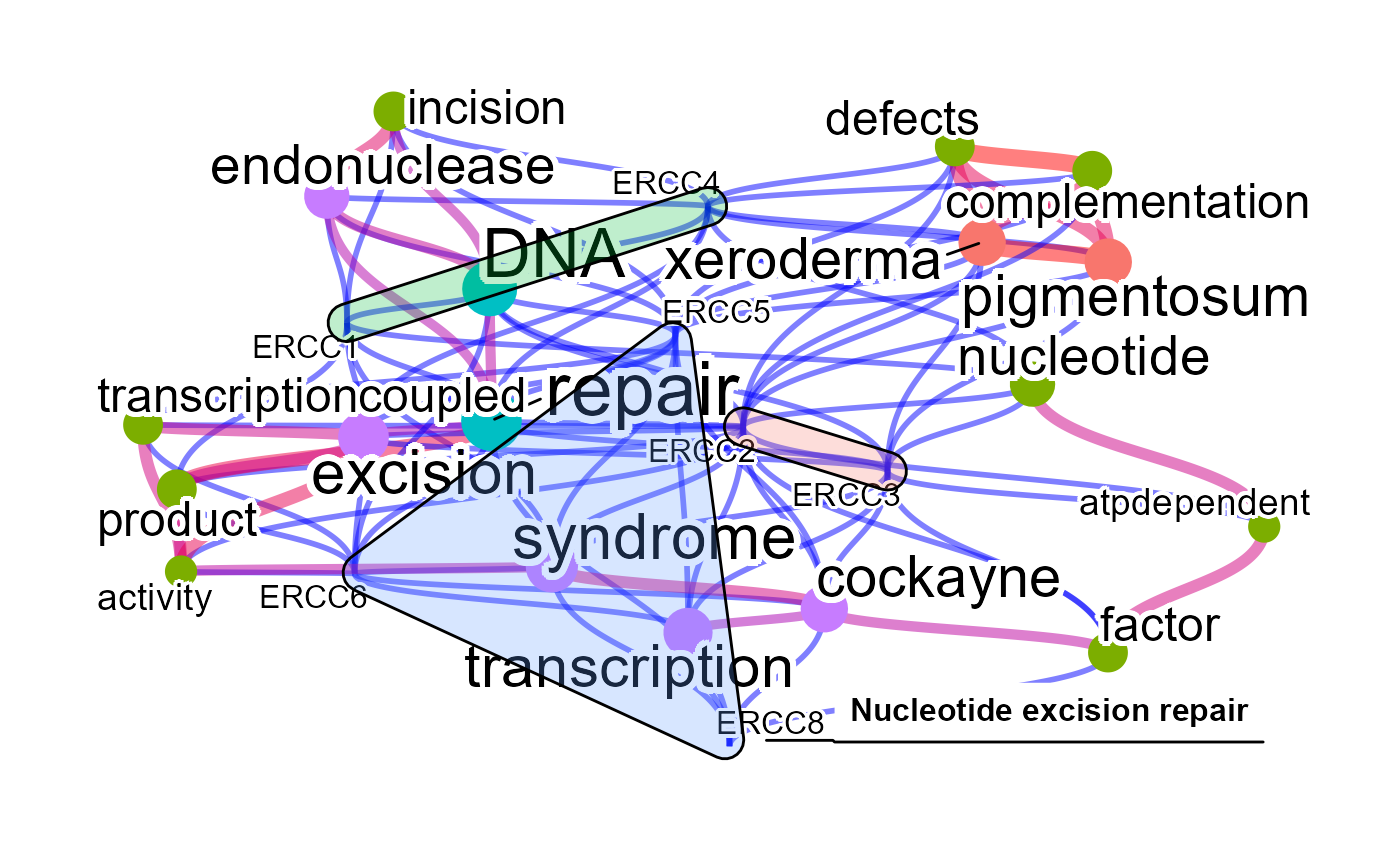 incision
defects
endonuclease
ERCC4
complementation
DNA
xeroderma
pigmentosum
ERCC5
ERCC1
nucleotide
transcriptioncoupled
repair
ERCC2
excision
ERCC3
atpdependent
product
syndrome
cockayne
activity
ERCC6
factor
transcription
ERCC8
Nucleotide excision repair